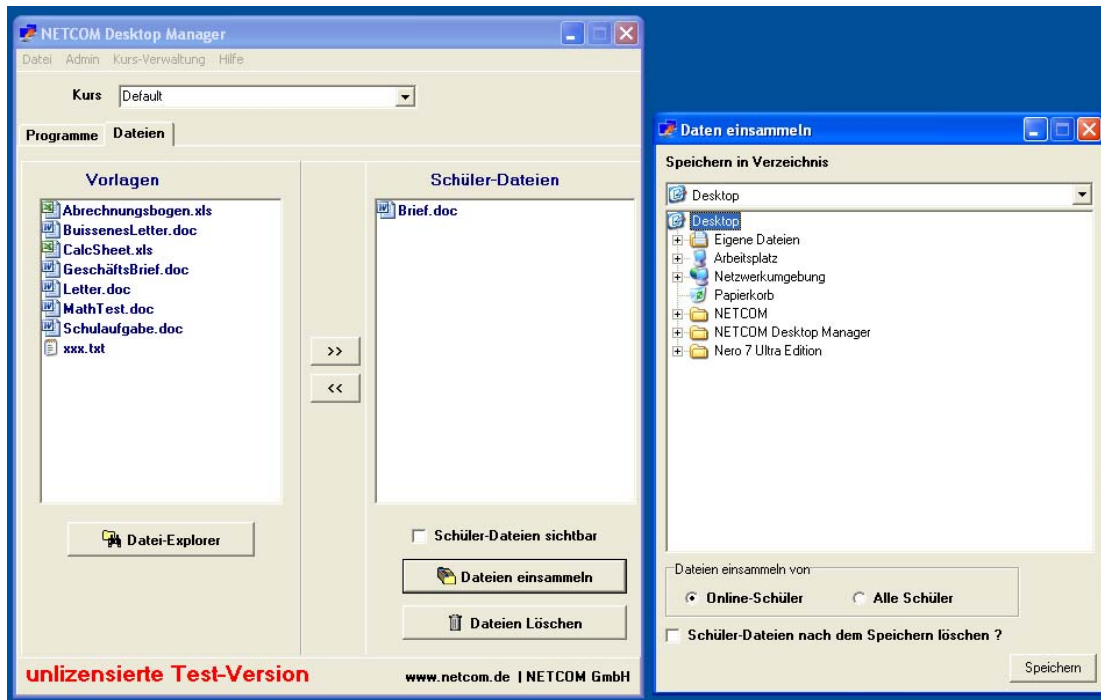 NETCOM Desktop Manager
Datei Admin Kurs-Verwaltung Hilfe
Kurs Default
Programme Dateien
Vorlagen
Abrechnungsbogen.xls
BuissenesLetter.doc
CalcSheet.xls
GeschäftsBrief.doc
Letter.doc
MathTest.doc
Schulaufgabe.doc
xxx.txt
Datei-Explorer
>>
<<
Schüler-Dateien
Brief.doc
Schüler-Dateien sichtbar
Dateien einsammeln
Dateien Löschen
unlizensierte Test-Version
www.netcom.de | NETCOM GmbH
Daten einsammeln
Speichern in Verzeichnis
Desktop
Desktop
Eigene Dateien
Arbeitsplatz
Netzwerkumgebung
Papierkorb
NETCOM
NETCOM Desktop Manager
Nero 7 Ultra Edition
Dateien einsammeln von
Online-Schüler Alle Schüler
Schüler-Dateien nach dem Speichern löschen ?
Speichern